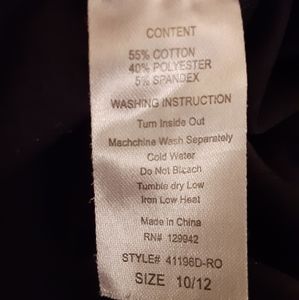 CONTENT
55% COTTON
40% POLYESTER
5% SPANDEX
WASHING INSTRUCTION
Turn Inside Out
Machchine Wash Separately
Cold Water
Do Not Bleach
Tumble dry Low
Iron Low Heat
Made in China
RN# 129942
STYLE# 41196D-RO
SIZE 10/12